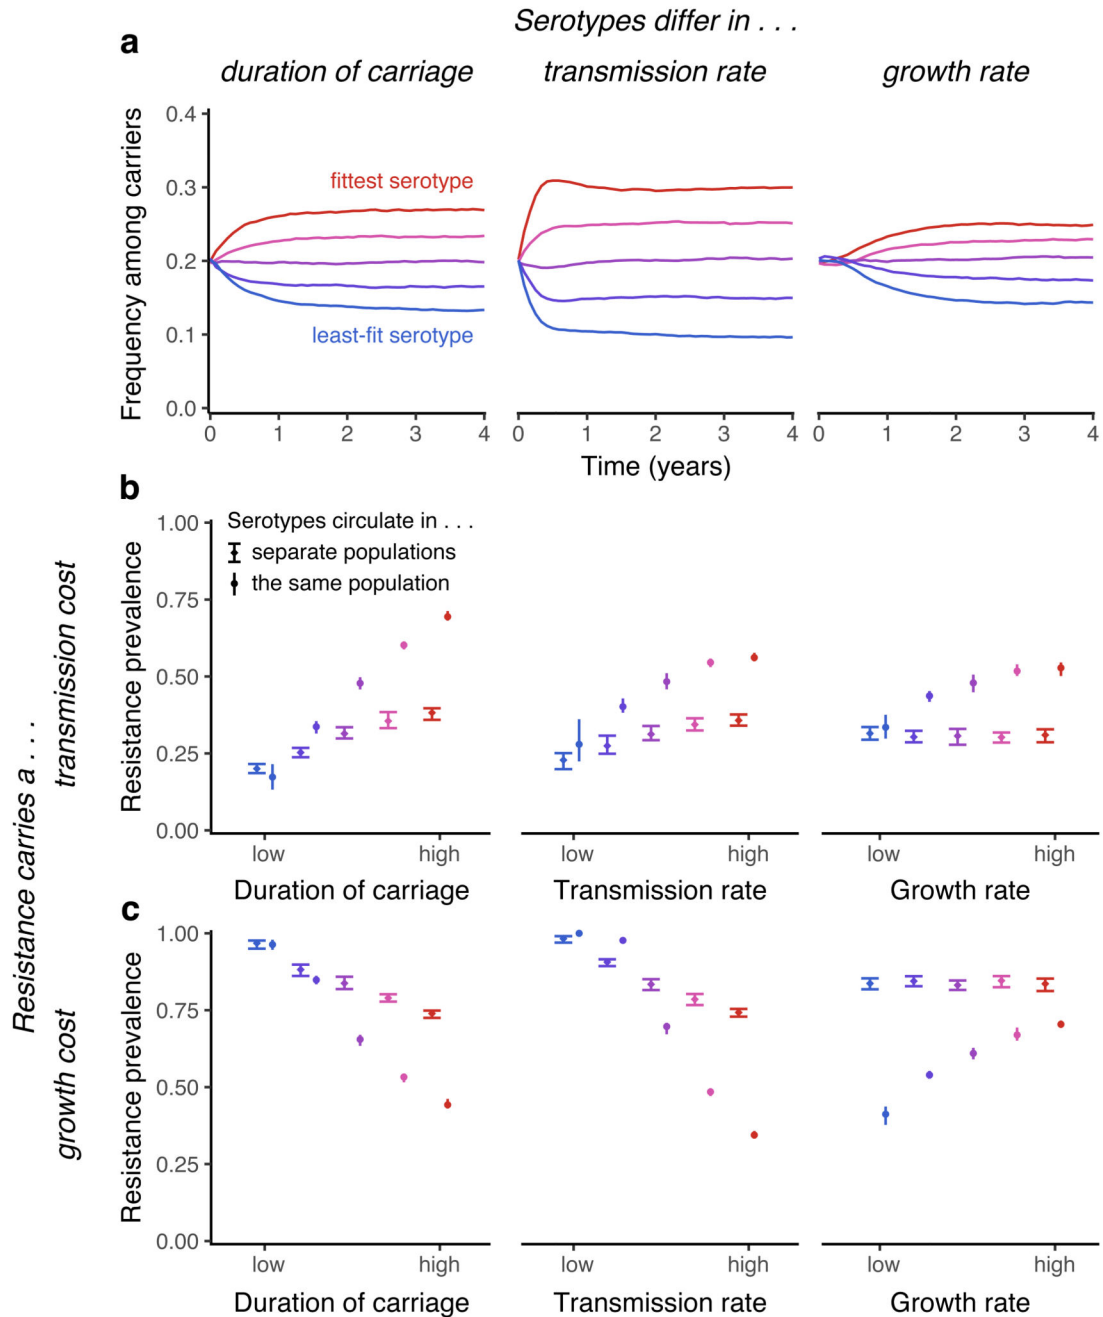 Serotypes differ in . . .
a
duration of carriage
transmission rate
growth rate
Frequency among carriers
0.4
0.3
0.2
0.1
0.0
fittest serotype
least-fit serotype
0 1 2 3 4
0 1 2 3 4
0 1 2 3 4
Time (years)
Resistance carries a . . .
b
transmission cost
Resistance prevalence
1.00
0.75
0.50
0.25
0.00
Serotypes circulate in . . .
separate populations
the same population
low high
low high
low high
Duration of carriage
Transmission rate
Growth rate
c
growth cost
Resistance prevalence
1.00
0.75
0.50
0.25
0.00
low high
low high
low high
Duration of carriage
Transmission rate
Growth rate